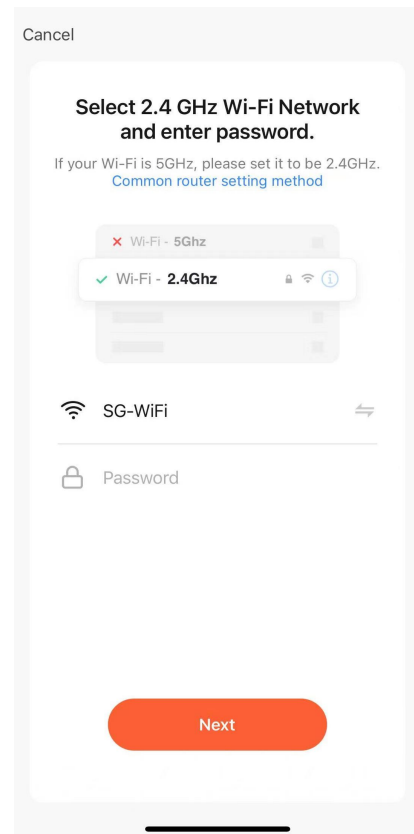 Cancel
Select 2.4 GHz Wi-Fi Network
and enter password.
If your Wi-Fi is 5GHz, please set it to be 2.4GHz.
Common router setting method
Wi-Fi - 5Ghz
Wi-Fi - 2.4Ghz
SG-WiFi
Password
Next